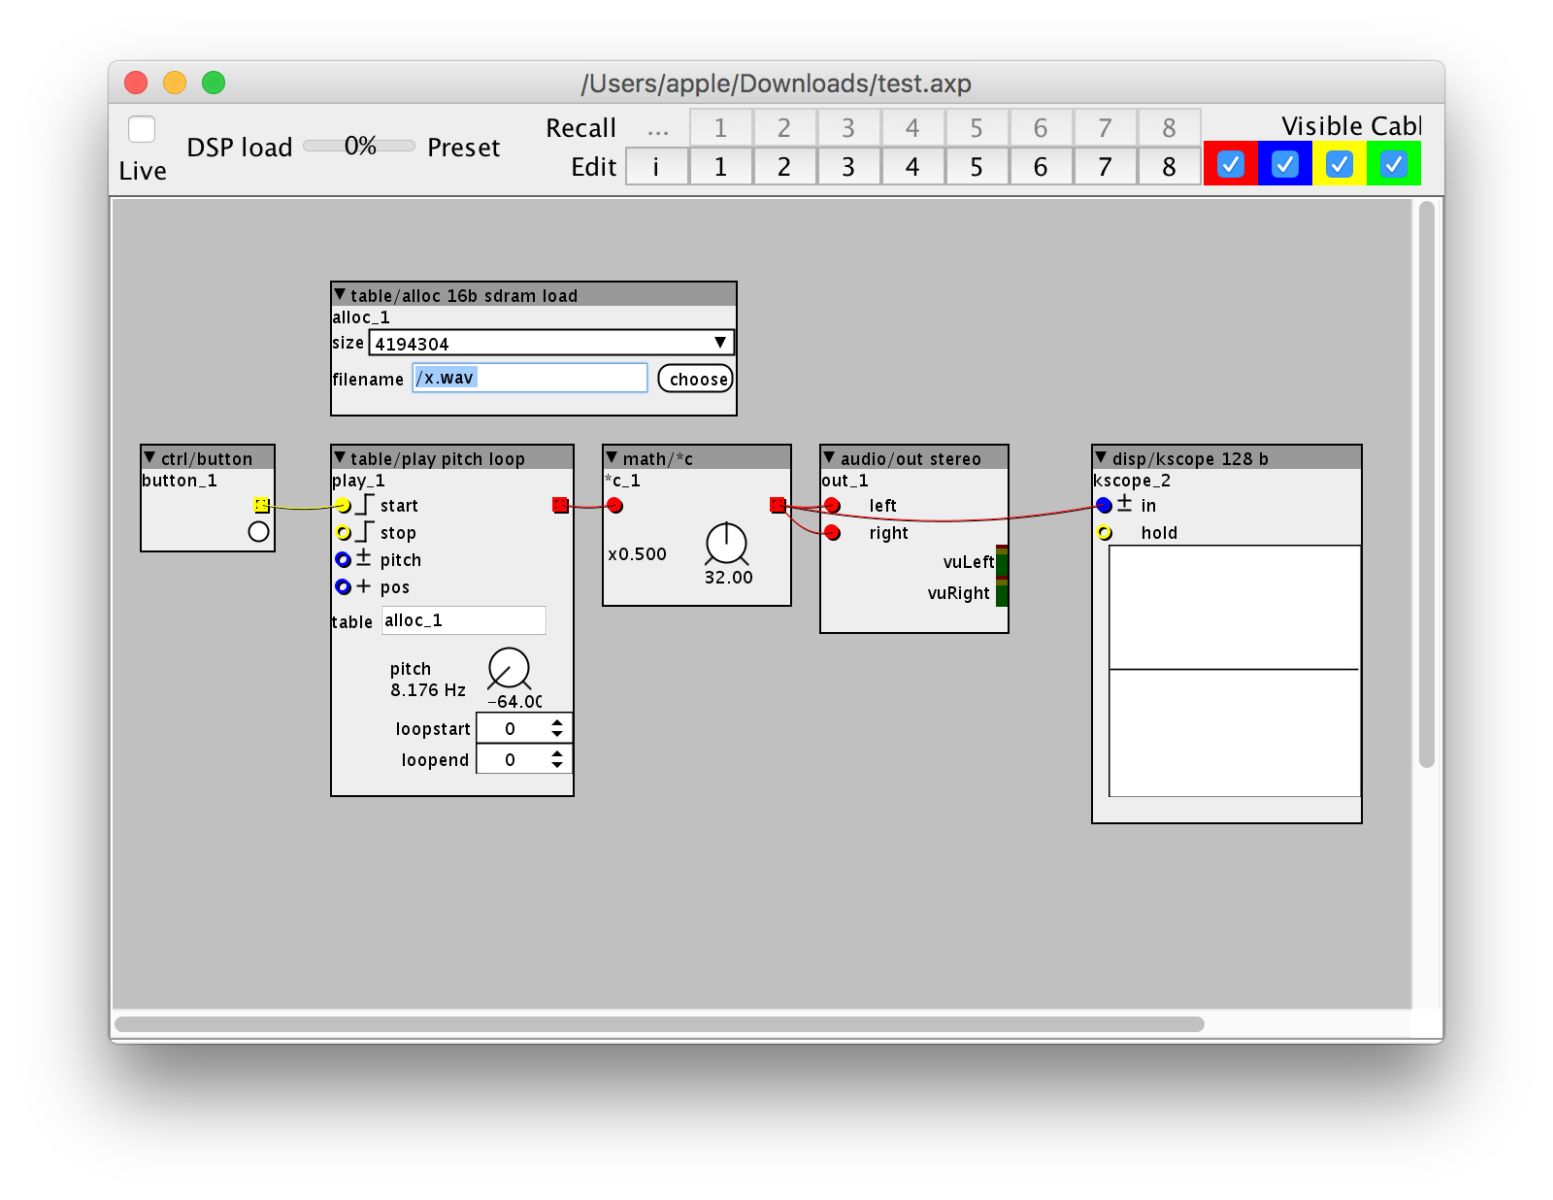 /Users/apple/Downloads/test.axp
Live
DSP load 0% Preset
Recall ... 1 2 3 4 5 6 7 8
Edit i 1 2 3 4 5 6 7 8
Visible Cabl
table/alloc 16b sdram load
alloc_1
size 4194304
filename /x.wav choose
ctrl/button
button_1
table/play pitch loop
play_1
start
stop
± pitch
+ pos
table alloc_1
pitch
8.176 Hz
-64.00
loopstart 0
loopend 0
math/*c
*c_1
x0.500
32.00
audio/out stereo
out_1
left
right
vuLeft
vuRight
disp/kscope 128 b
kscope_2
± in
hold